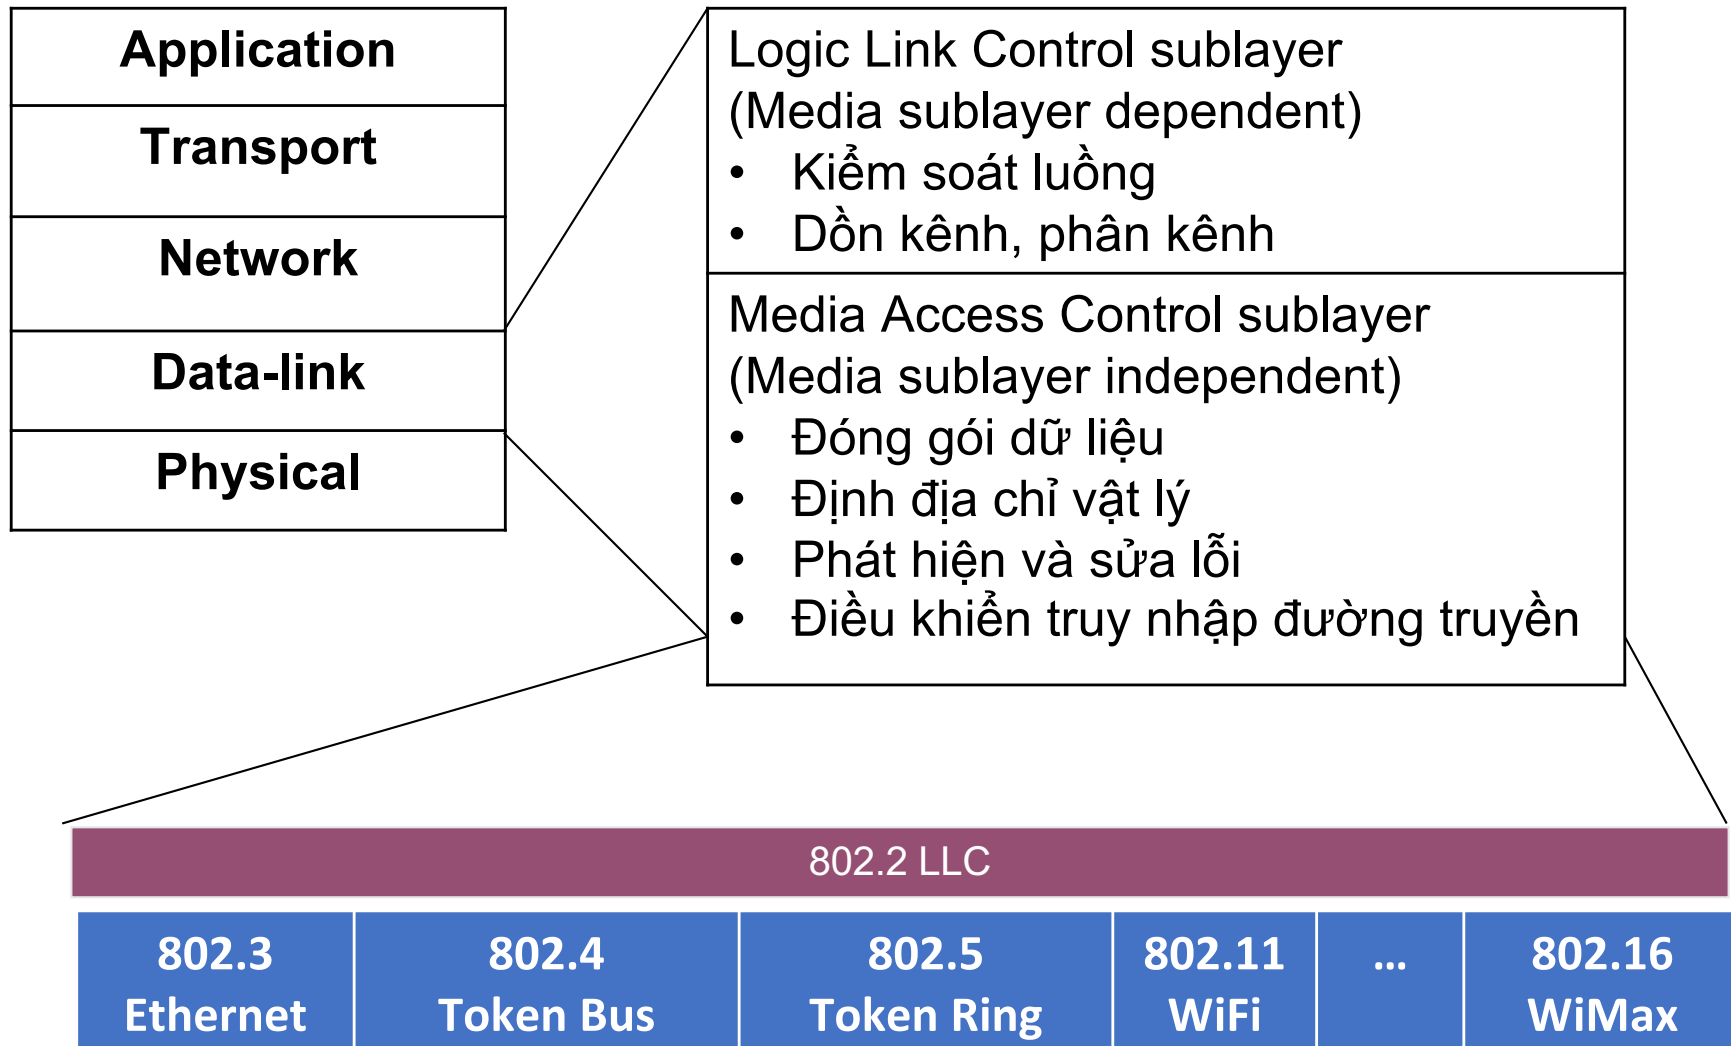 Application
Transport
Network
Data-link
Physical
Logic Link Control sublayer
(Media sublayer dependent)
• Kiểm soát luồng
• Dồn kênh, phân kênh
Media Access Control sublayer
(Media sublayer independent)
• Đóng gói dữ liệu
• Định địa chỉ vật lý
• Phát hiện và sửa lỗi
• Điều khiển truy nhập đường truyền
802.2 LLC
802.3
Ethernet
802.4
Token Bus
802.5
Token Ring
802.11
WiFi
...
802.16
WiMax